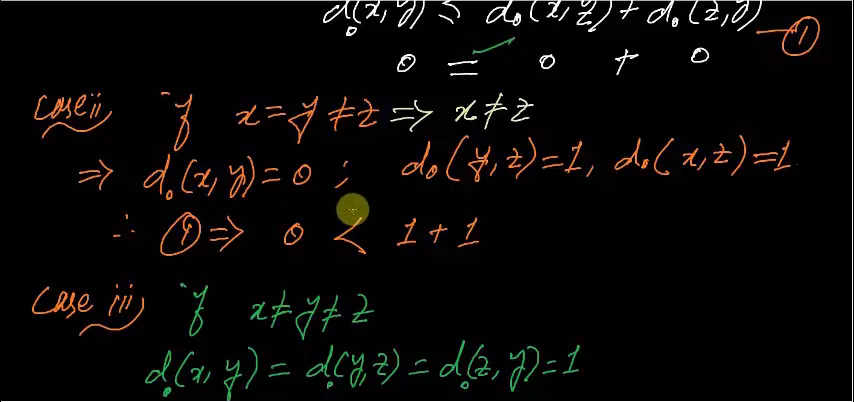 d₀(x,y) ≤ d₀(x,z) + d₀(z,y) —①
0 = 0 + 0
Case ii) if x = y ≠ z ⇒ x ≠ z
⇒ d₀(x,y) = 0 ; d₀(y,z) = 1, d₀(x,z) = 1
∴ ① ⇒ 0 < 1 + 1
Case iii) if x ≠ y ≠ z
d₀(x,y) = d₀(y,z) = d₀(z,y) = 1